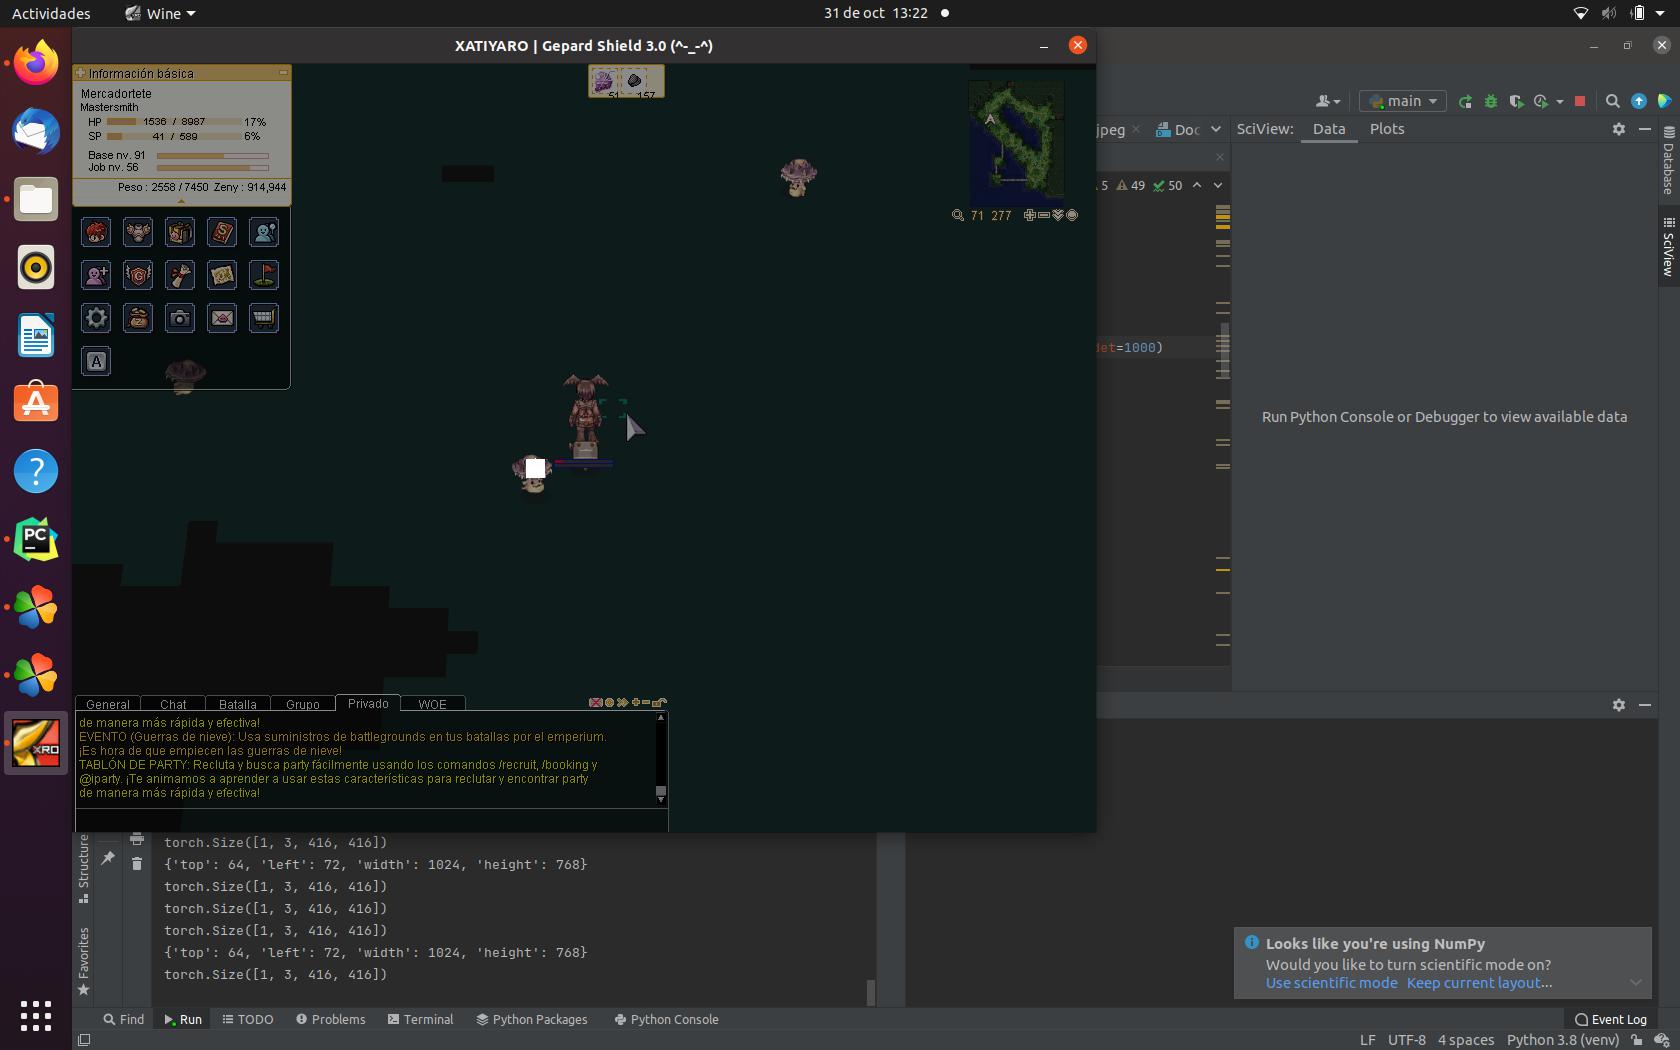 Actividades
Wine
31 de oct 13:22
XATIYARO | Gepard Shield 3.0 (^-_-^)
Información básica
Mercadortete
Mastersmith
HP 1536 / 8987 17%
SP 41 / 589 6%
Base nv. 91
Job nv. 56
Peso : 2558 / 7450 Zeny : 914,944
51 157
71 277
A
main
jpeg
Doc
SciView: Data Plots
5 49 50
Database
SciView
det=1000)
Run Python Console or Debugger to view available data
General Chat Batalla Grupo Privado WOE
de manera más rápida y efectiva!
EVENTO (Guerras de nieve): Usa suministros de battlegrounds en tus batallas por el emperium.
¡Es hora de que empiecen las guerras de nieve!
TABLÓN DE PARTY: Recluta y busca party fácilmente usando los comandos /recruit, /booking y
@iparty. ¡Te animamos a aprender a usar estas características para reclutar y encontrar party
de manera más rápida y efectiva!
PC
XRO
Structure
Favorites
torch.Size([1, 3, 416, 416])
{'top': 64, 'left': 72, 'width': 1024, 'height': 768}
torch.Size([1, 3, 416, 416])
torch.Size([1, 3, 416, 416])
torch.Size([1, 3, 416, 416])
{'top': 64, 'left': 72, 'width': 1024, 'height': 768}
torch.Size([1, 3, 416, 416])
Looks like you're using NumPy
Would you like to turn scientific mode on?
Use scientific mode Keep current layout...
Find Run TODO Problems Terminal Python Packages Python Console Event Log
LF UTF-8 4 spaces Python 3.8 (venv)